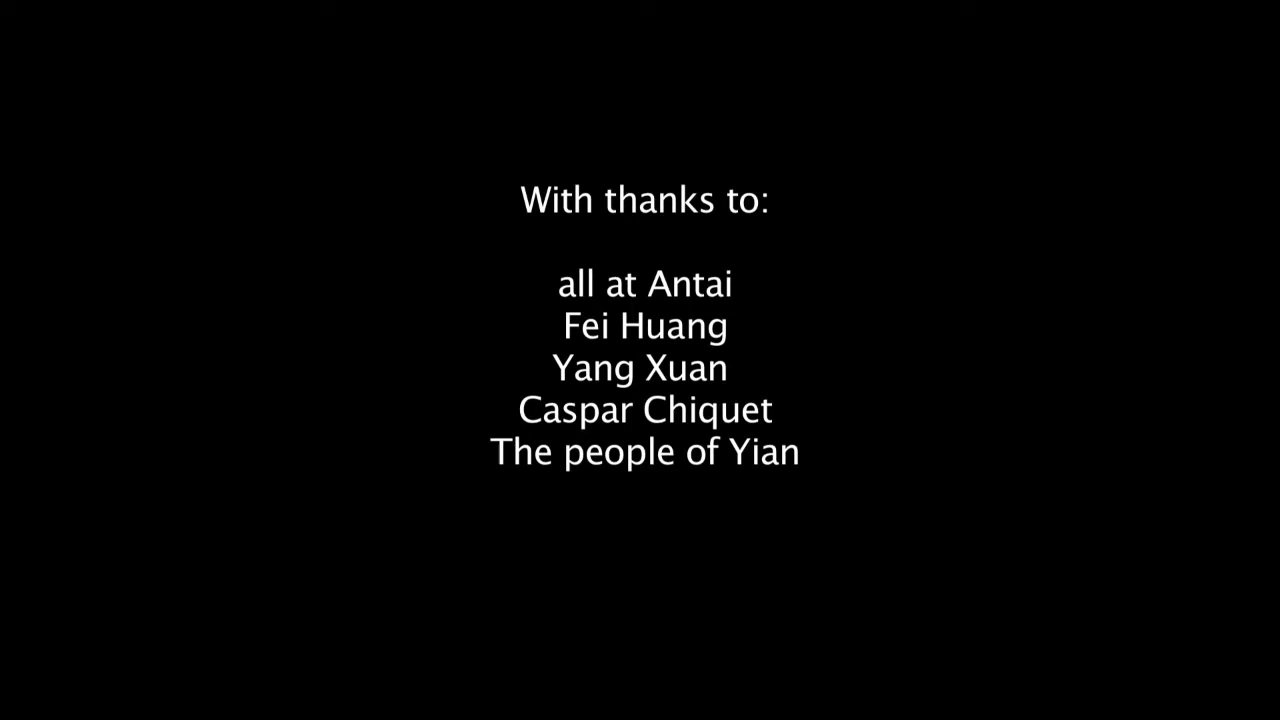 With thanks to:
all at Antai
Fei Huang
Yang Xuan
Caspar Chiquet
The people of Yian